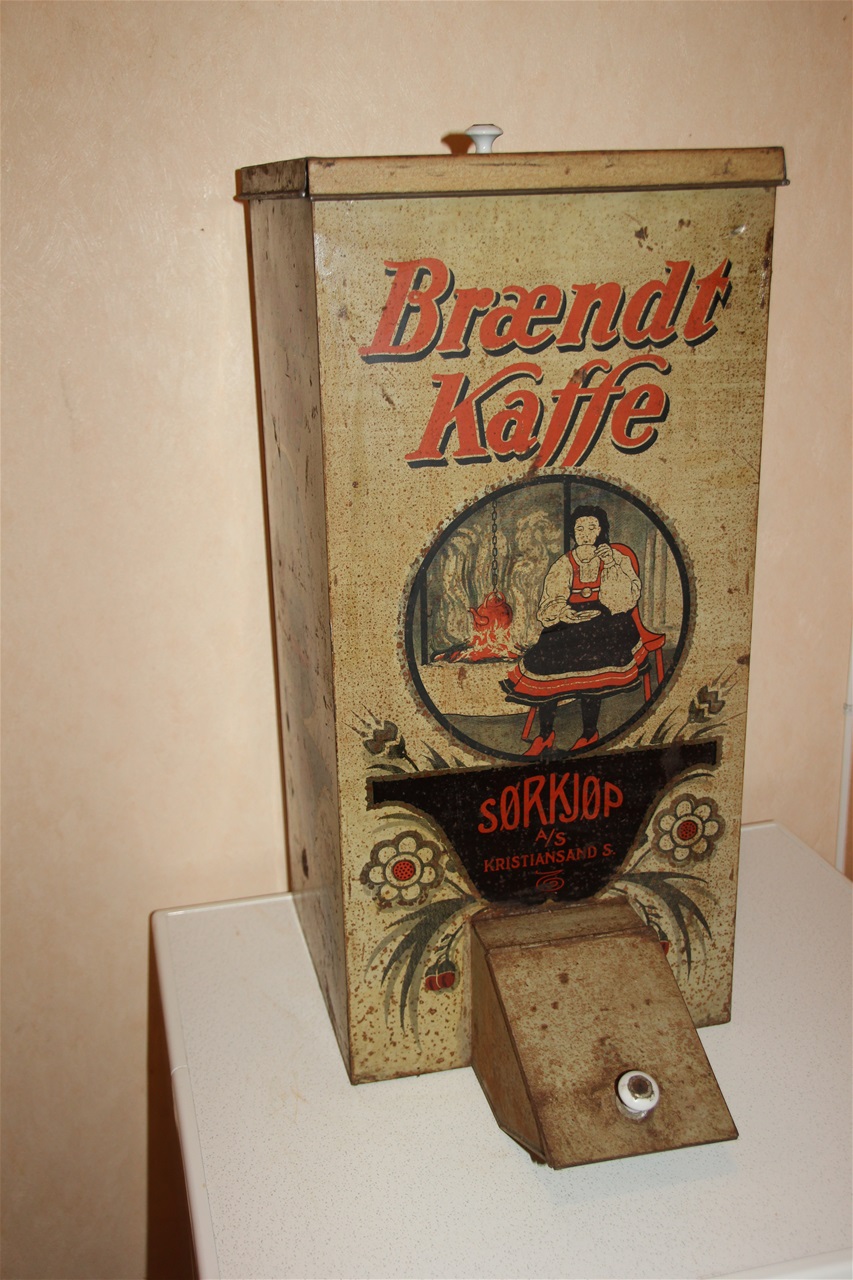 Brændt
Kaffe
SØRKJØP
A/S
KRISTIANSAND S.